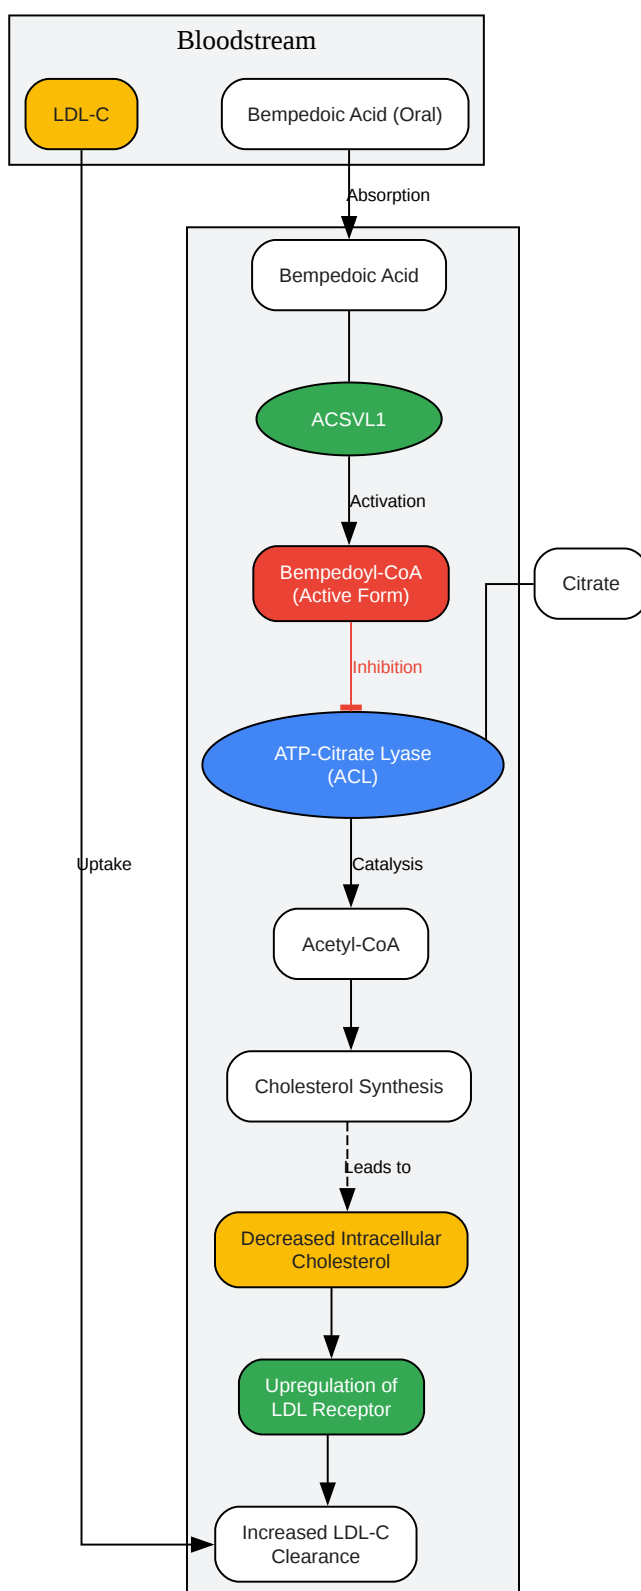 Bloodstream
LDL-C
Bempedoic Acid (Oral)
Absorption
Bempedoic Acid
ACSVL1
Activation
Bempedoyl-CoA
(Active Form)
Citrate
Inhibition
ATP-Citrate Lyase
(ACL)
Uptake
Catalysis
Acetyl-CoA
Cholesterol Synthesis
Leads to
Decreased Intracellular
Cholesterol
Upregulation of
LDL Receptor
Increased LDL-C
Clearance